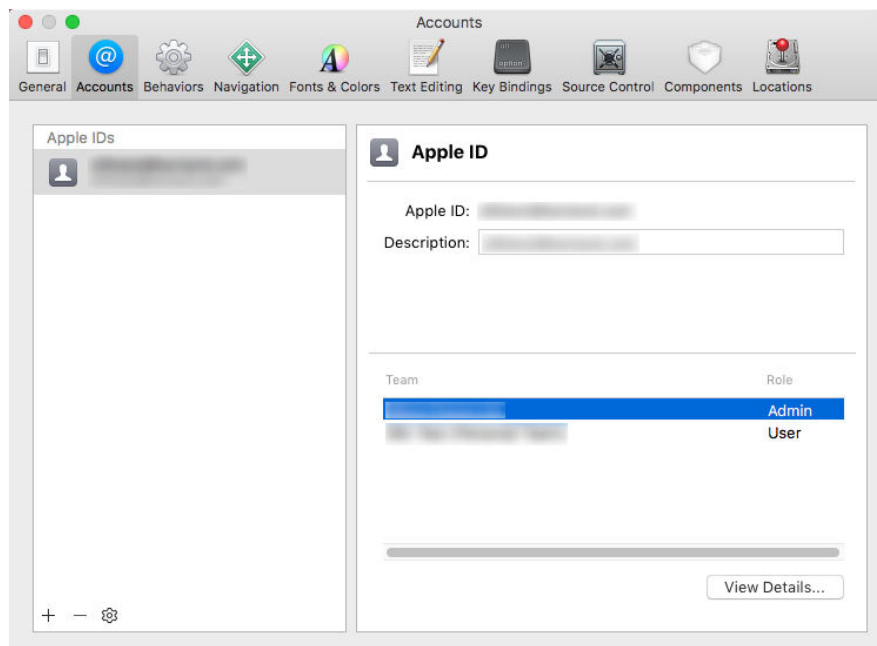 Accounts
General Accounts Behaviors Navigation Fonts & Colors Text Editing Key Bindings Source Control Components Locations
Apple IDs
Apple ID
Apple ID:
Description:
Team Role
Admin
User
View Details...